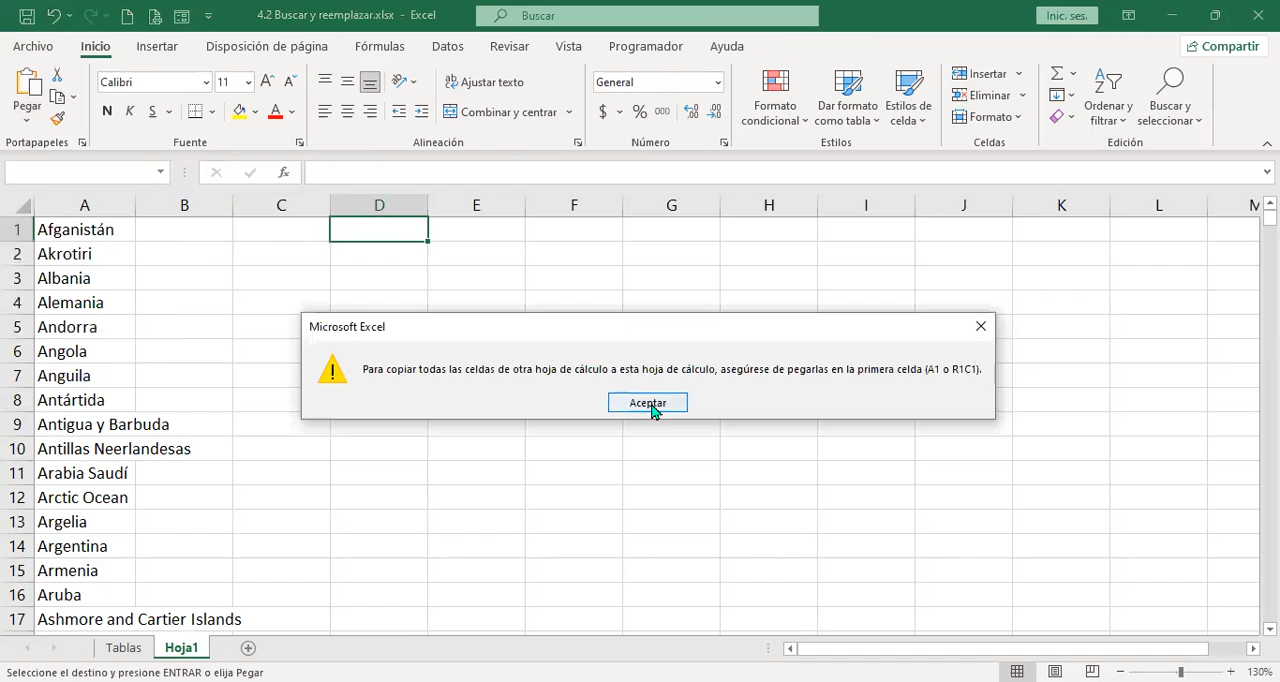 4.2 Buscar y reemplazar.xlsx - Excel
Buscar
Inic. ses.
Archivo Inicio Insertar Disposición de página Fórmulas Datos Revisar Vista Programador Ayuda
Compartir
Pegar
Portapapeles
Calibri 11
N K S
Fuente
Ajustar texto
Combinar y centrar
Alineación
General
$ % 000
Número
Formato condicional
Dar formato como tabla
Estilos de celda
Estilos
Insertar
Eliminar
Formato
Celdas
Ordenar y filtrar
Buscar y seleccionar
Edición
fx
A B C D E F G H I J K L M
1 Afganistán
2 Akrotiri
3 Albania
4 Alemania
5 Andorra
6 Angola
7 Anguila
8 Antártida
9 Antigua y Barbuda
10 Antillas Neerlandesas
11 Arabia Saudí
12 Arctic Ocean
13 Argelia
14 Argentina
15 Armenia
16 Aruba
17 Ashmore and Cartier Islands
Microsoft Excel
Para copiar todas las celdas de otra hoja de cálculo a esta hoja de cálculo, asegúrese de pegarlas en la primera celda (A1 o R1C1).
Aceptar
Tablas Hoja1
Seleccione el destino y presione ENTRAR o elija Pegar
130%